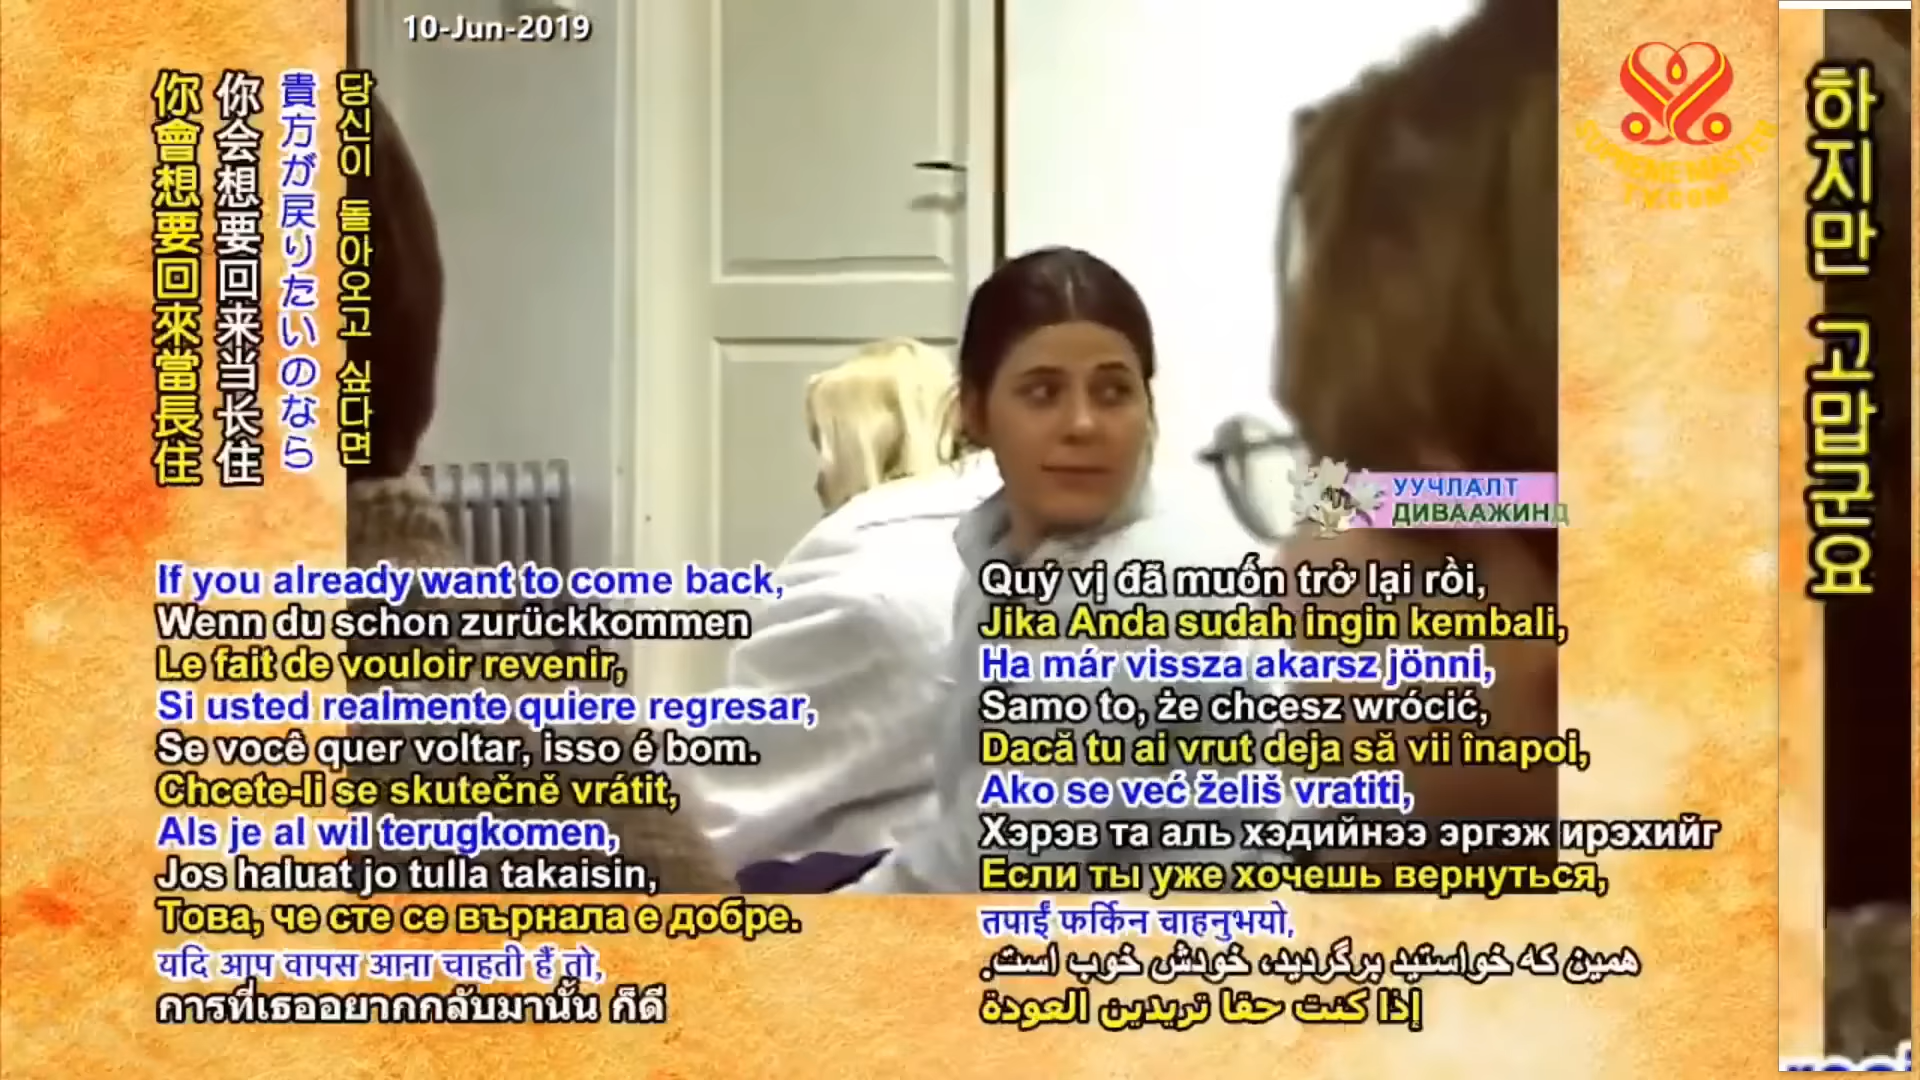 10-Jun-2019
SUPREME MASTER
TV.COM
你會想要回來當長住
你会想要回来当长住
貴方が戻りたいのなら
당신이 돌아오고 싶다면
하지만 고맙군요
УУЧЛАЛТ
ДИВААЖИНД
If you already want to come back,
Wenn du schon zurückkommen
Le fait de vouloir revenir,
Si usted realmente quiere regresar,
Se você quer voltar, isso é bom.
Chcete-li se skutečně vrátit,
Als je al wil terugkomen,
Jos haluat jo tulla takaisin,
Това, че сте се върнала е добре.
यदि आप वापस आना चाहती हैं तो,
การที่เธออยากกลับมานั้น ก็ดี
Quý vị đã muốn trở lại rồi,
Jika Anda sudah ingin kembali,
Ha már vissza akarsz jönni,
Samo to, że chcesz wrócić,
Dacă tu ai vrut deja să vii înapoi,
Ako se već želiš vratiti,
Хэрэв та аль хэдийнээ эргэж ирэхийг
Если ты уже хочешь вернуться,
तपाईं फर्किन चाहनुभयो,
همین که خواستید برگردید، خودش خوب است.
إذا كنت حقا تريدين العودة